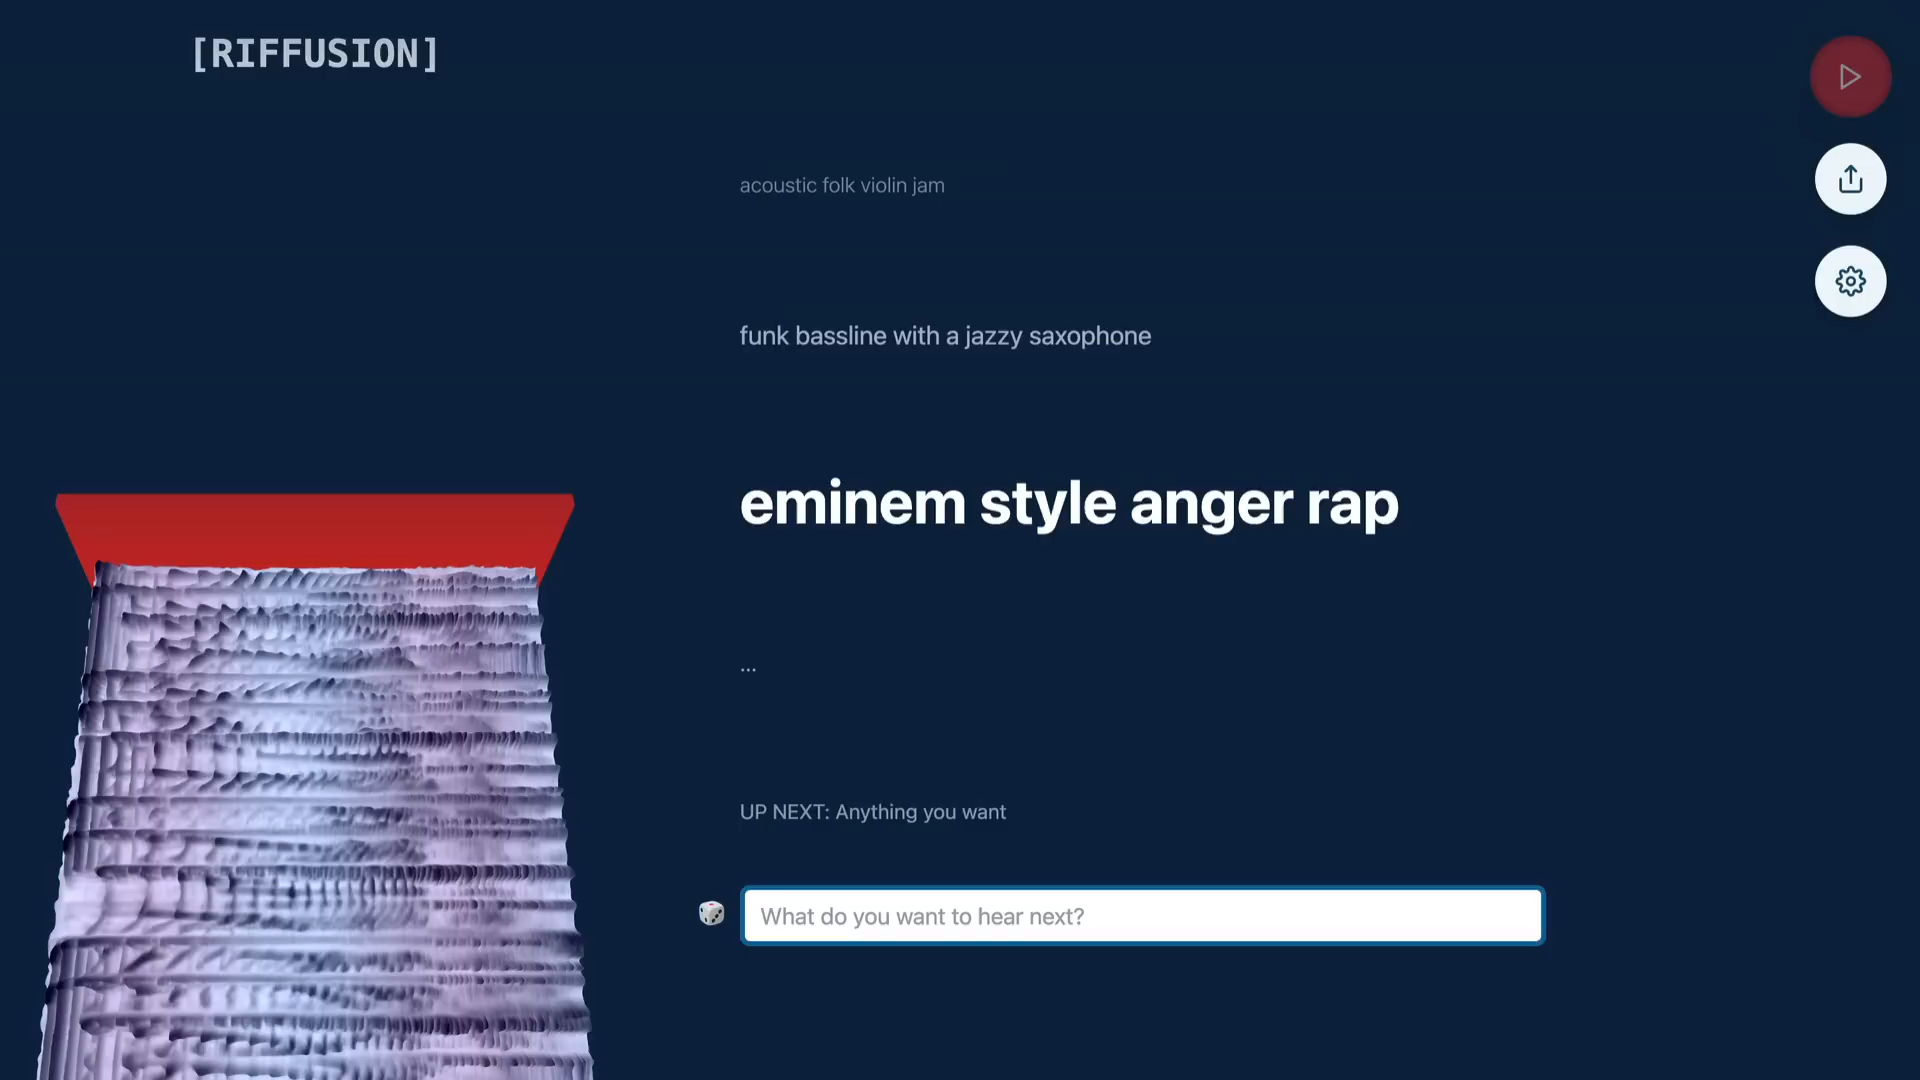 [RIFFUSION]
acoustic folk violin jam
funk bassline with a jazzy saxophone
eminem style anger rap
...
UP NEXT: Anything you want
What do you want to hear next?